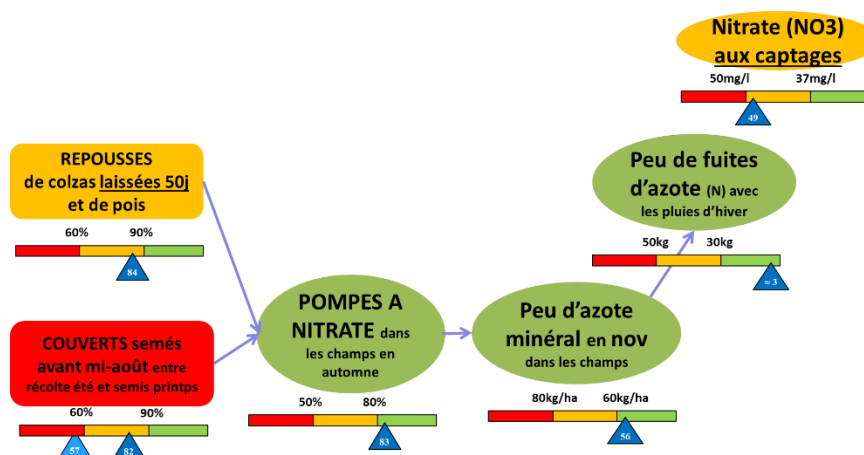 Nitrate (NO3)
aux captages
50mg/l 37mg/l
49
REPOUSSES
de colzas laissées 50j
et de pois
60% 90%
84
Peu de fuites
d'azote (N) avec
les pluies d'hiver
50kg 30kg
≈ 3
POMPES A
NITRATE dans
les champs en
automne
50% 80%
83
Peu d'azote
minéral en nov
dans les champs
80kg/ha 60kg/ha
56
COUVERTS semés
avant mi-août entre
récolte été et semis printps
60% 90%
57 82